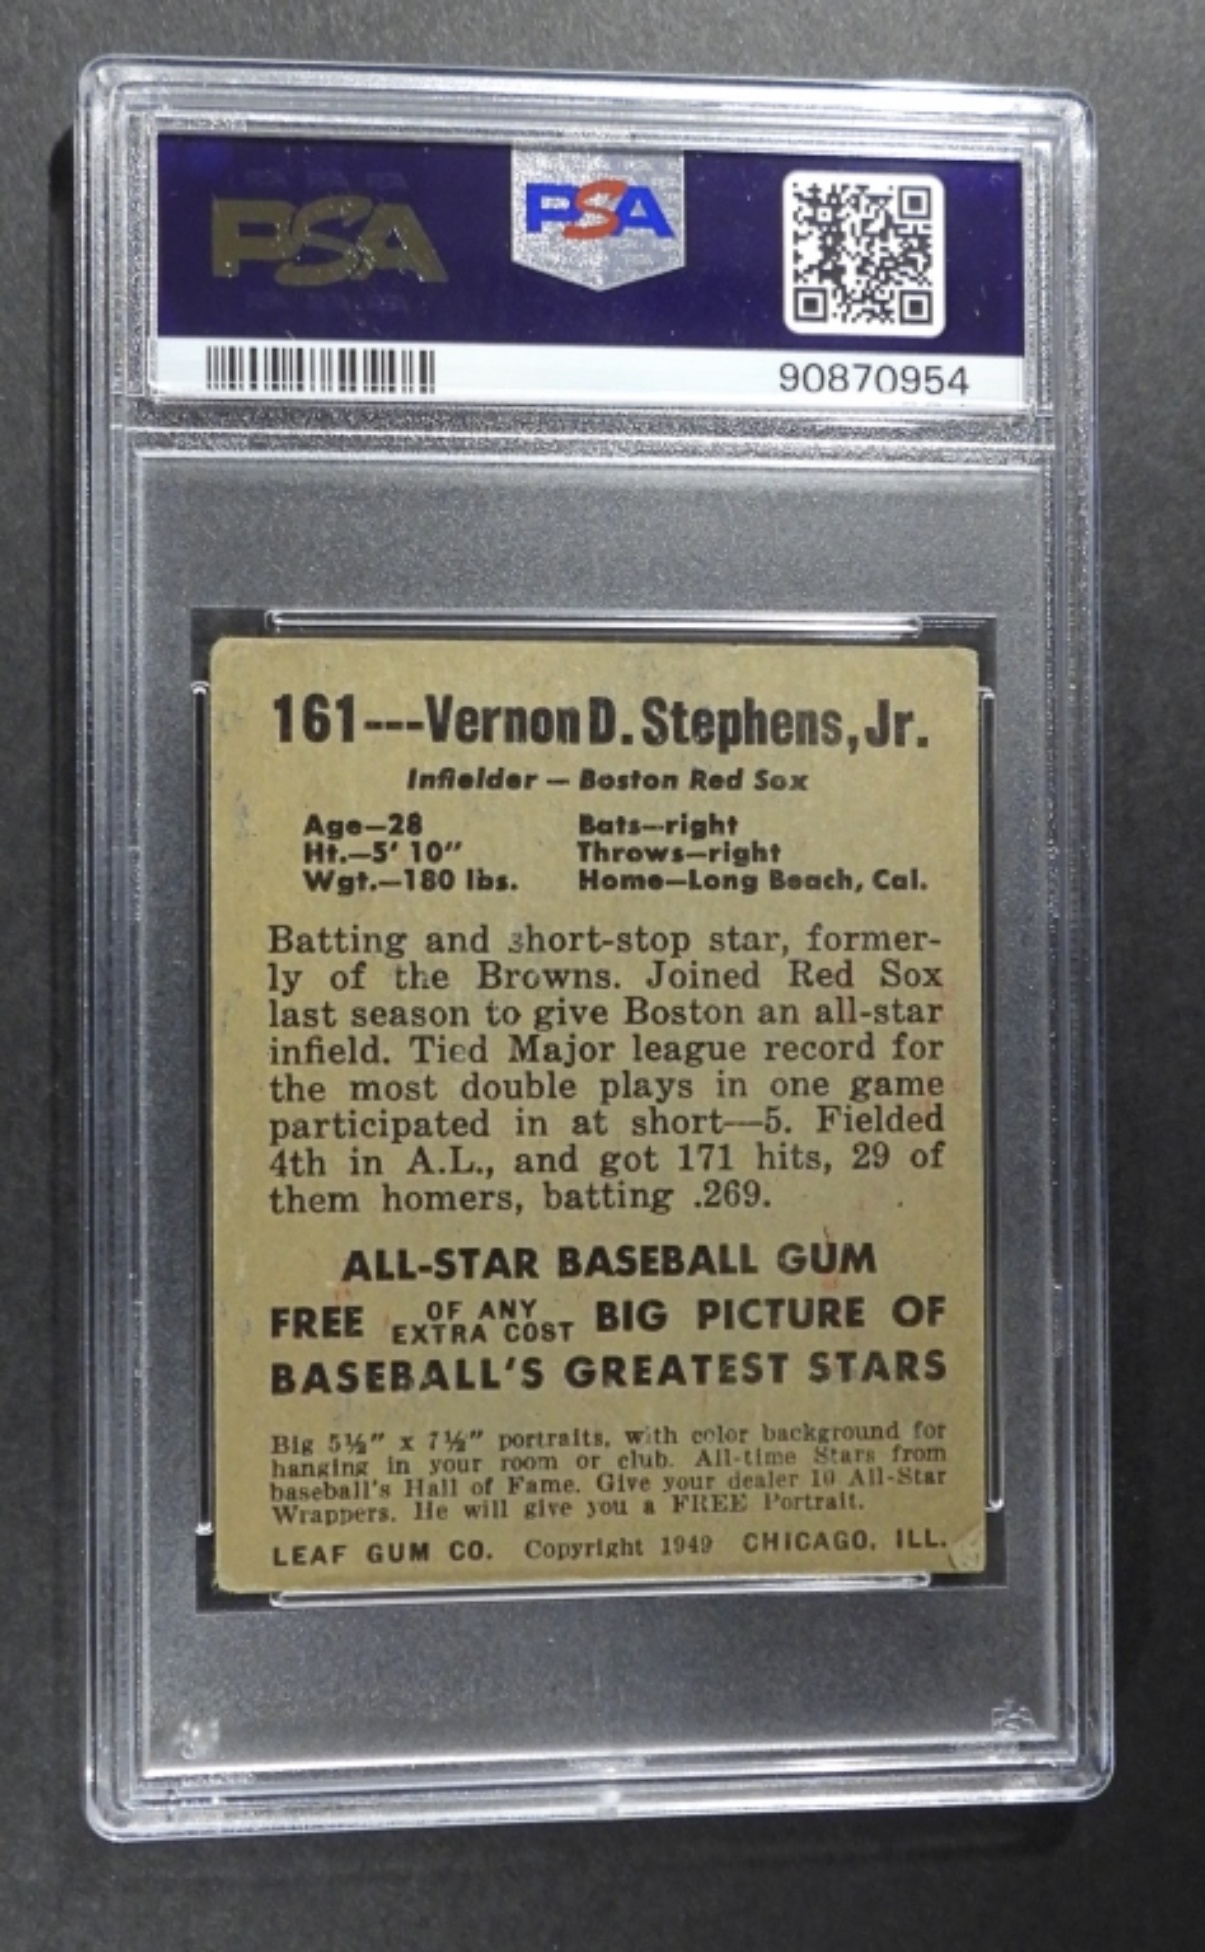 PSA
PSA
90870954
161---Vernon D. Stephens, Jr.
Infielder — Boston Red Sox
Age—28 Bats—right
Ht.—5' 10" Throws—right
Wgt.—180 lbs. Home—Long Beach, Cal.
Batting and short-stop star, former-
ly of the Browns. Joined Red Sox
last season to give Boston an all-star
infield. Tied Major league record for
the most double plays in one game
participated in at short—5. Fielded
4th in A.L., and got 171 hits, 29 of
them homers, batting .269.
ALL-STAR BASEBALL GUM
FREE OF ANY EXTRA COST BIG PICTURE OF
BASEBALL'S GREATEST STARS
Big 5½" x 7½" portraits, with color background for
hanging in your room or club. All-time Stars from
baseball's Hall of Fame. Give your dealer 10 All-Star
Wrappers. He will give you a FREE Portrait.
LEAF GUM CO. Copyright 1949 CHICAGO, ILL.